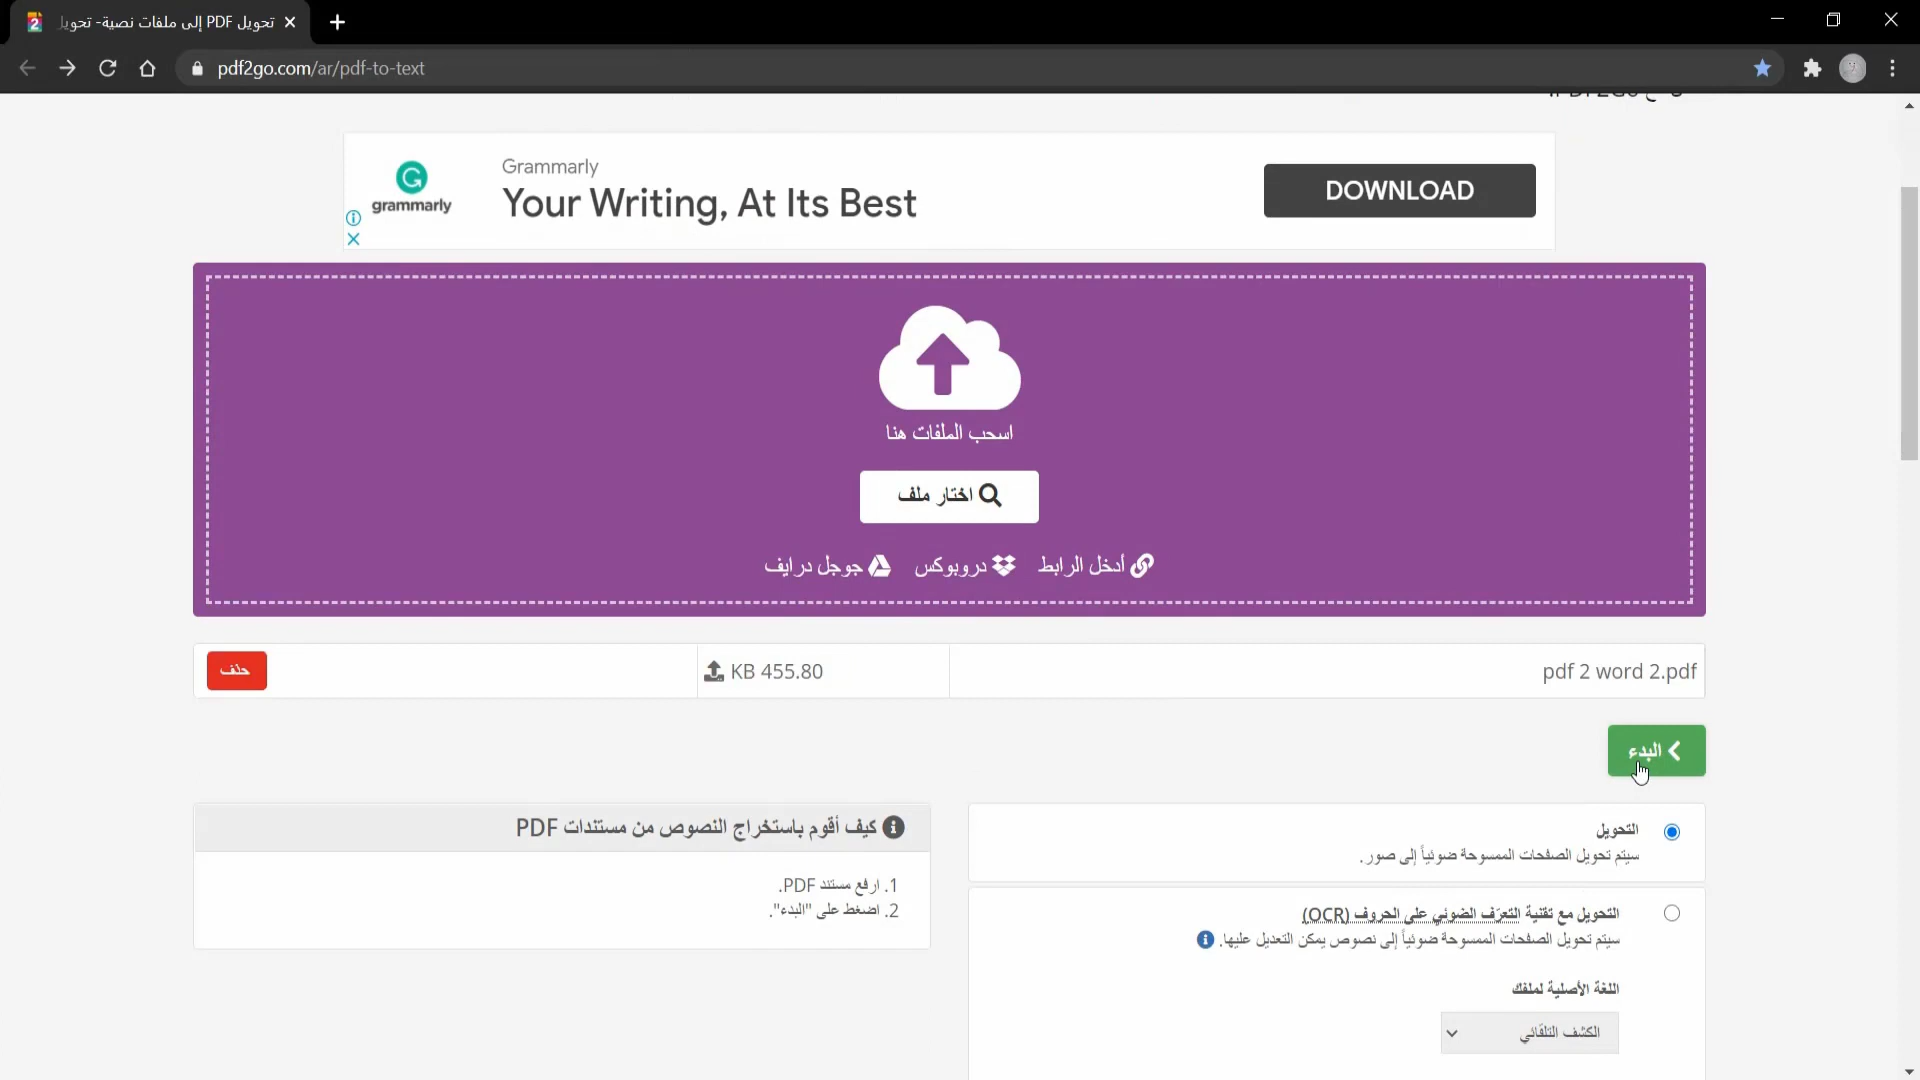 تحويل PDF إلى ملفات نصية- تحويل
pdf2go.com/ar/pdf-to-text
grammarly
Grammarly
Your Writing, At Its Best
DOWNLOAD
اسحب الملفات هنا
اختار ملف
أدخل الرابط دروبوكس جوجل درايف
pdf 2 word 2.pdf
KB 455.80
حذف
البدء
التحويل
سيتم تحويل الصفحات الممسوحة ضوئياً إلى صور.
التحويل مع تقنية التعرّف الضوئي على الحروف (OCR)
سيتم تحويل الصفحات الممسوحة ضوئياً إلى نصوص يمكن التعديل عليها.
اللغة الأصلية لملفك
الكشف التلقائي
كيف أقوم باستخراج النصوص من مستندات PDF
1. ارفع مستند PDF.
2. اضغط على "البدء".